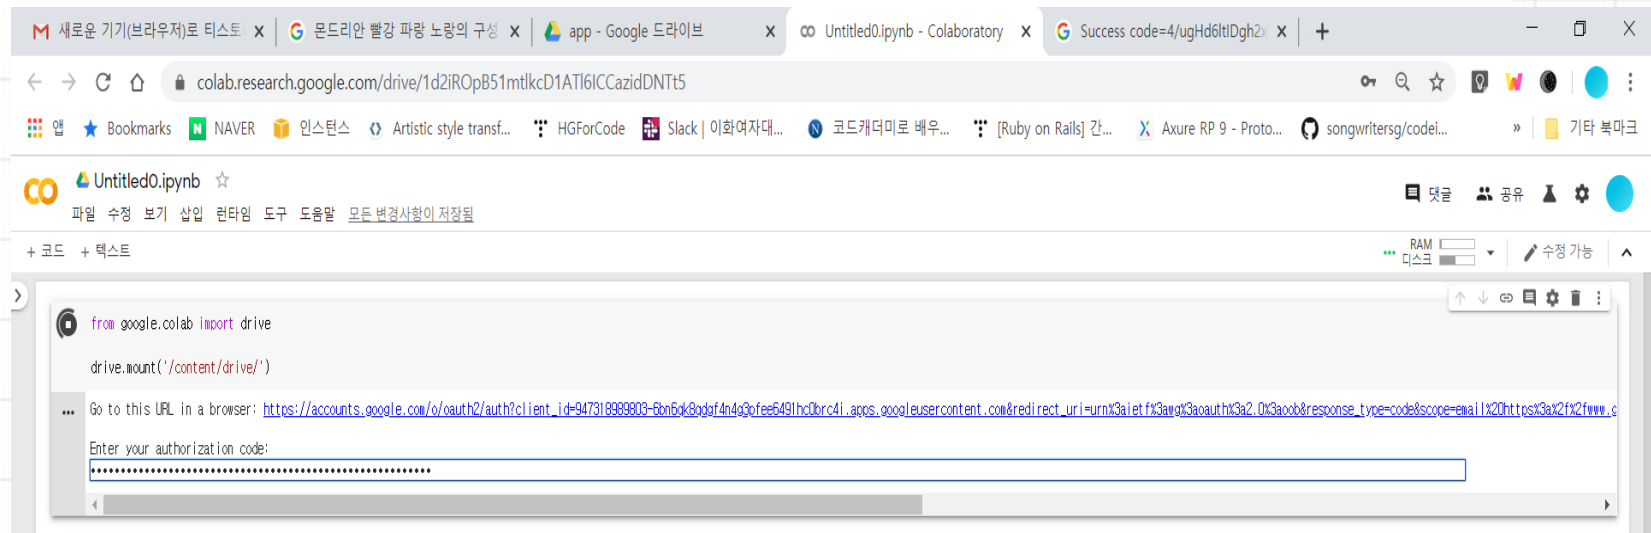 새로운 기기(브라우저)로 티스토 몬드리안 빨강 파랑 노랑의 구성 app - Google 드라이브 Untitled0.ipynb - Colaboratory Success code=4/ugHd6ltIDgh2x
colab.research.google.com/drive/1d2iROpB51mtlkcD1ATl6ICCazidDNTt5
앱 Bookmarks NAVER 인스턴스 Artistic style transf... HGForCode Slack | 이화여자대... 코드캐더미로 배우... [Ruby on Rails] 간... Axure RP 9 - Proto... songwritersg/codei... » 기타 북마크
Untitled0.ipynb
댓글 공유
파일 수정 보기 삽입 런타임 도구 도움말 모든 변경사항이 저장됨
+ 코드 + 텍스트
RAM
디스크
수정 가능
from google.colab import drive
drive.mount('/content/drive/')
Go to this URL in a browser: https://accounts.google.com/o/oauth2/auth?client_id=947318989803-6bn6qk8qdgf4n4g3pfee6491hc0brc4i.apps.googleusercontent.com&redirect_uri=urn%3aietf%3awg%3aoauth%3a2.0%3aoob&response_type=code&scope=email%20https%3a%2f%2fwww.g
Enter your authorization code: